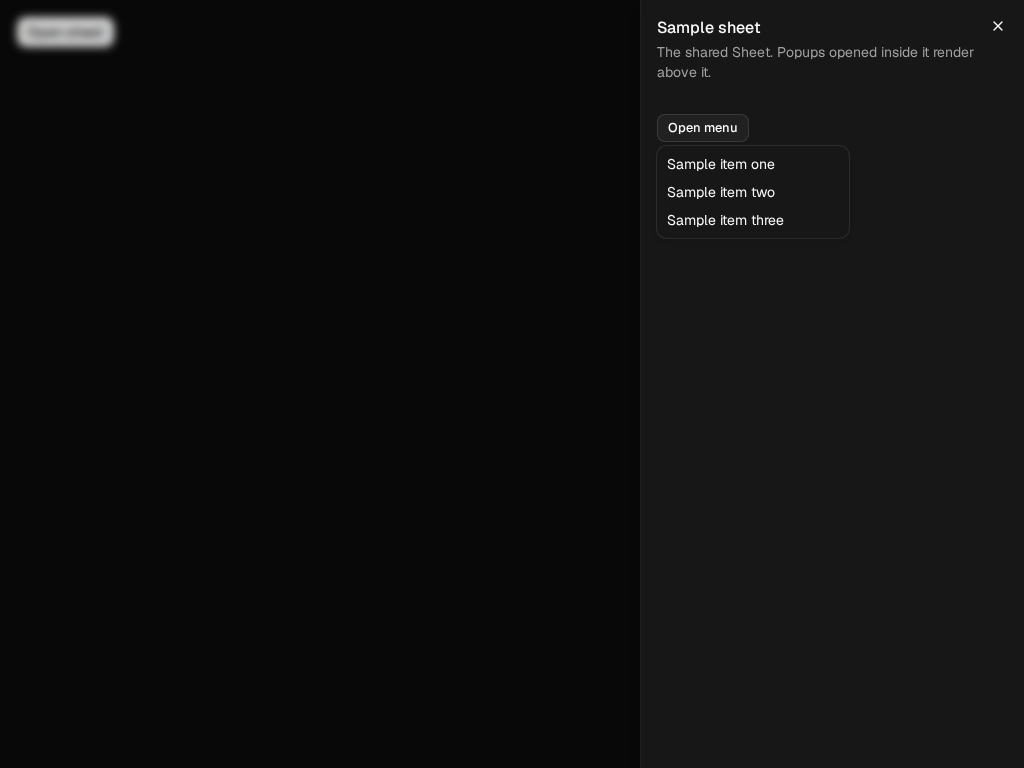 Sample sheet
The shared Sheet. Popups opened inside it render
above it.
Open menu
Sample item one
Sample item two
Sample item three